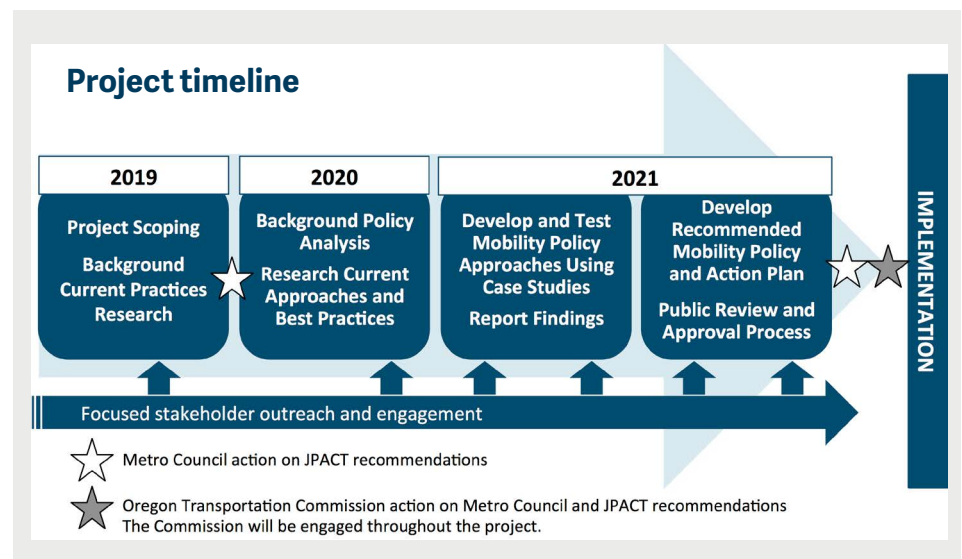 Project timeline
2019
2020
2021
Project Scoping
Background
Current Practices
Research
Background Policy
Analysis
Research Current
Approaches and
Best Practices
Develop and Test
Mobility Policy
Approaches Using
Case Studies
Report Findings
Develop
Recommended
Mobility Policy
and Action Plan
Public Review and
Approval Process
IMPLEMENTATION
Focused stakeholder outreach and engagement
Metro Council action on JPACT recommendations
Oregon Transportation Commission action on Metro Council and JPACT recommendations
The Commission will be engaged throughout the project.